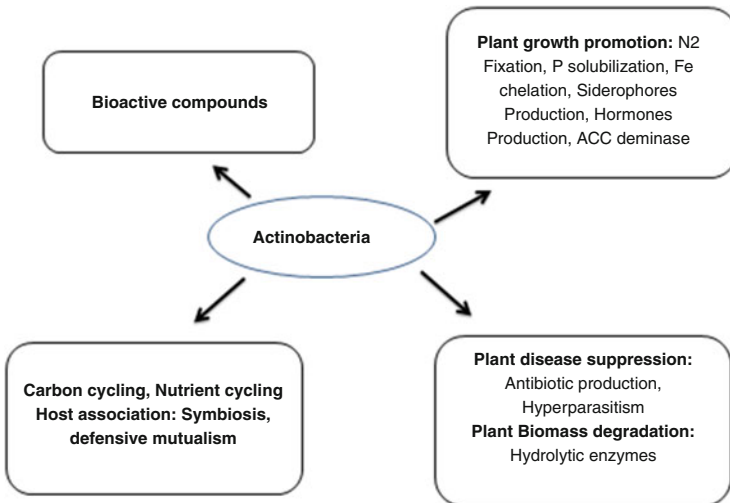 Plant growth promotion: N2
Fixation, P solubilization, Fe
chelation, Siderophores
Production, Hormones
Production, ACC deminase
Bioactive compounds
Actinobacteria
Carbon cycling, Nutrient cycling
Host association: Symbiosis,
defensive mutualism
Plant disease suppression:
Antibiotic production,
Hyperparasitism
Plant Biomass degradation:
Hydrolytic enzymes